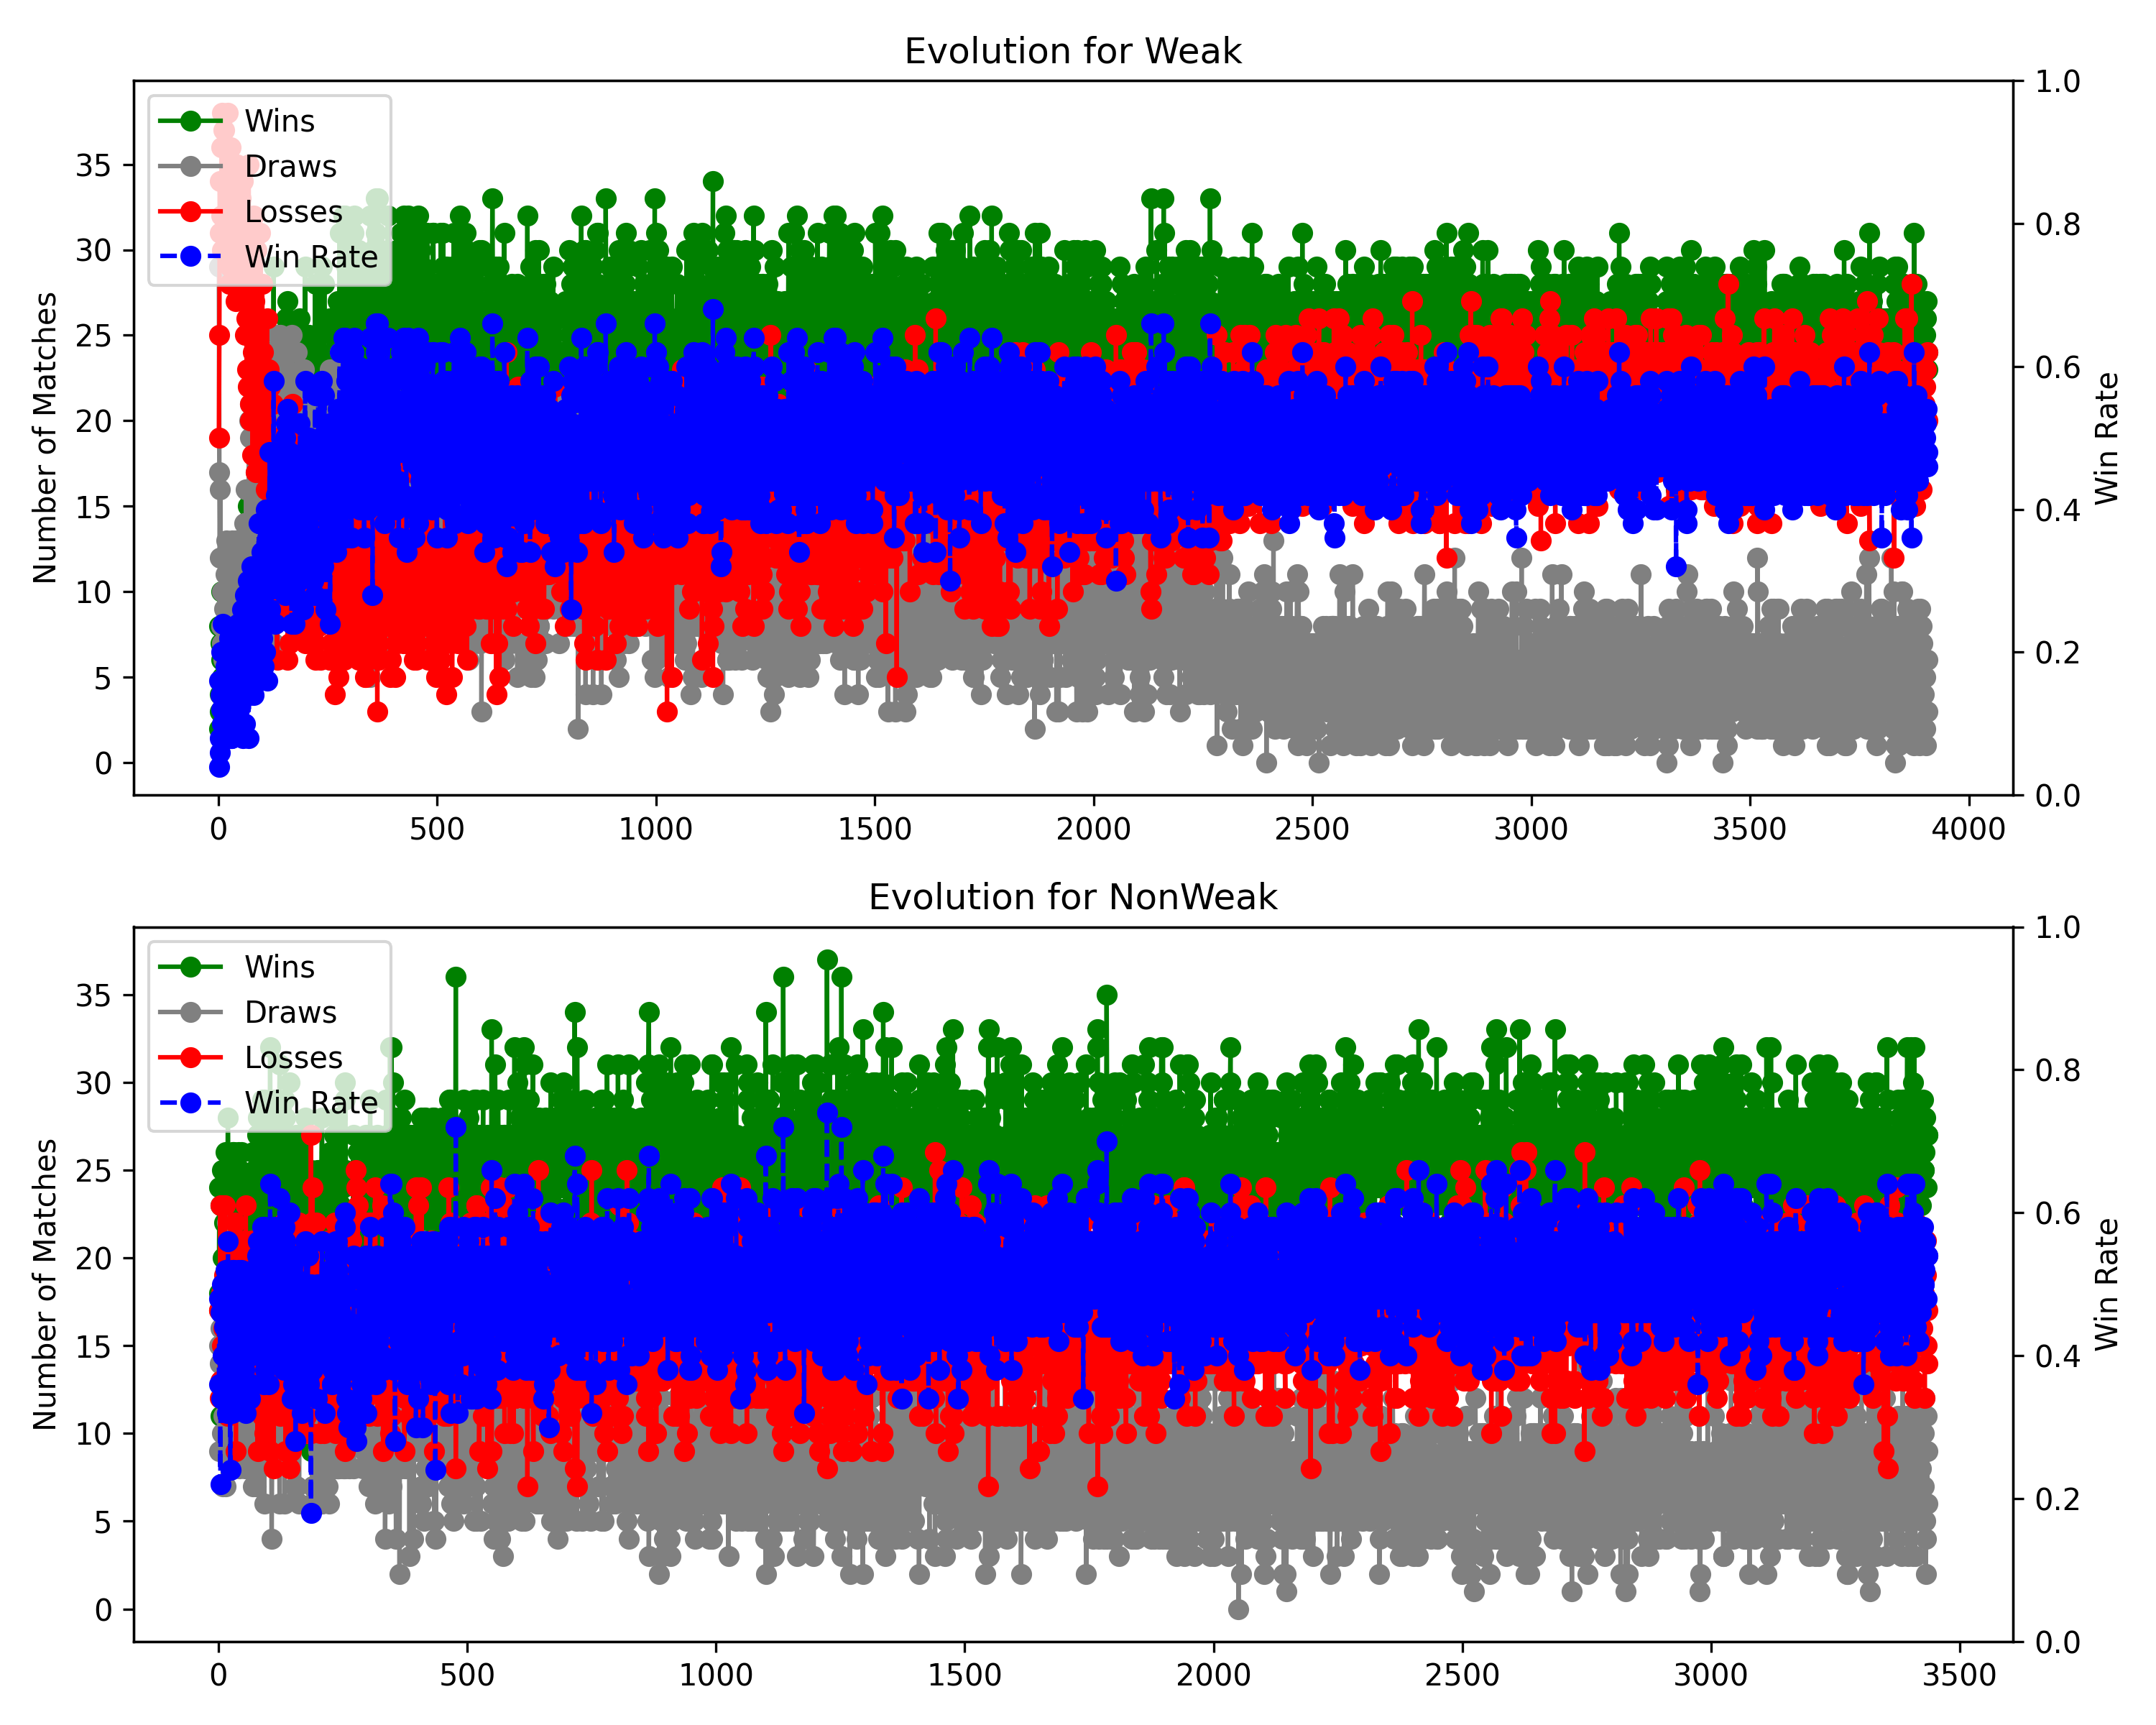 Evolution for Weak
Wins
Draws
Losses
Win Rate
Number of Matches
35
30
25
20
15
10
5
0
1.0
0.8
0.6
0.4
0.2
0.0
Win Rate
0 500 1000 1500 2000 2500 3000 3500 4000
Evolution for NonWeak
Wins
Draws
Losses
Win Rate
Number of Matches
35
30
25
20
15
10
5
0
1.0
0.8
0.6
0.4
0.2
0.0
Win Rate
0 500 1000 1500 2000 2500 3000 3500